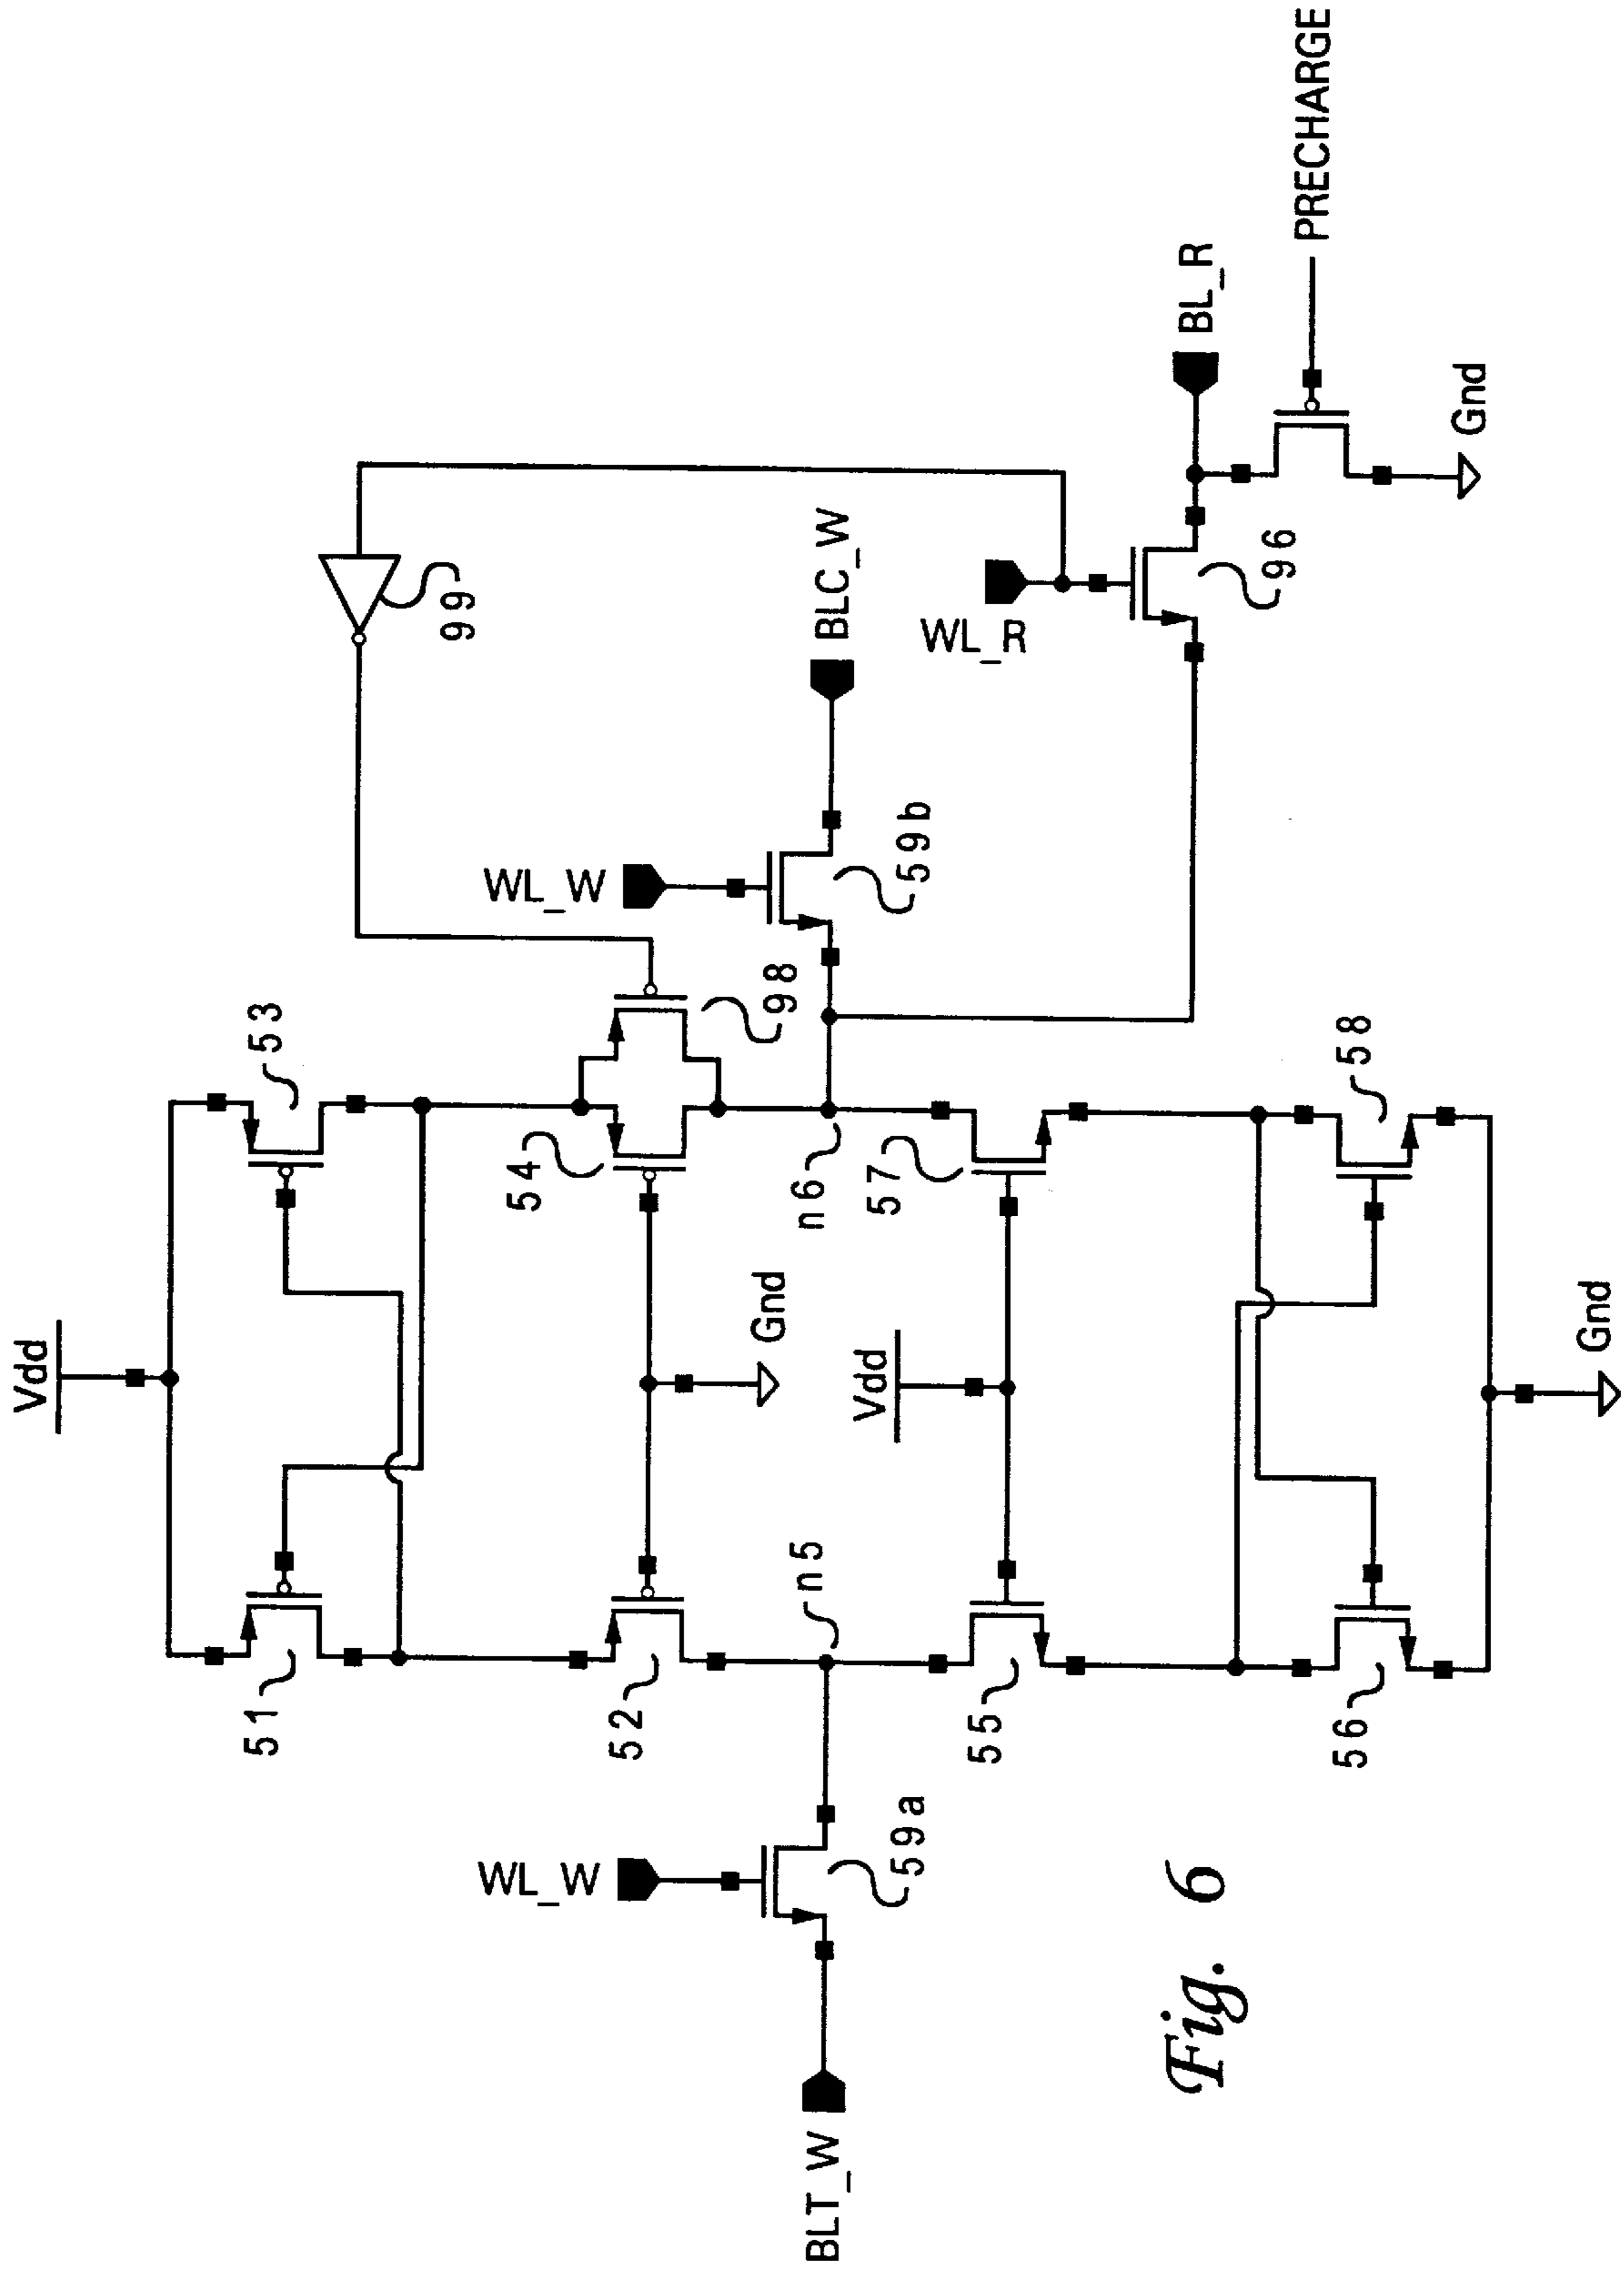 Vdd
51
53
52
54
Gnd
98
99
WL_W
WL_W
BLT_W
59a
n5
n6
59b
BLC_W
Vdd
55
57
WL_R
96
BL_R
PRECHARGE
Gnd
56
58
Gnd
Fig. 6